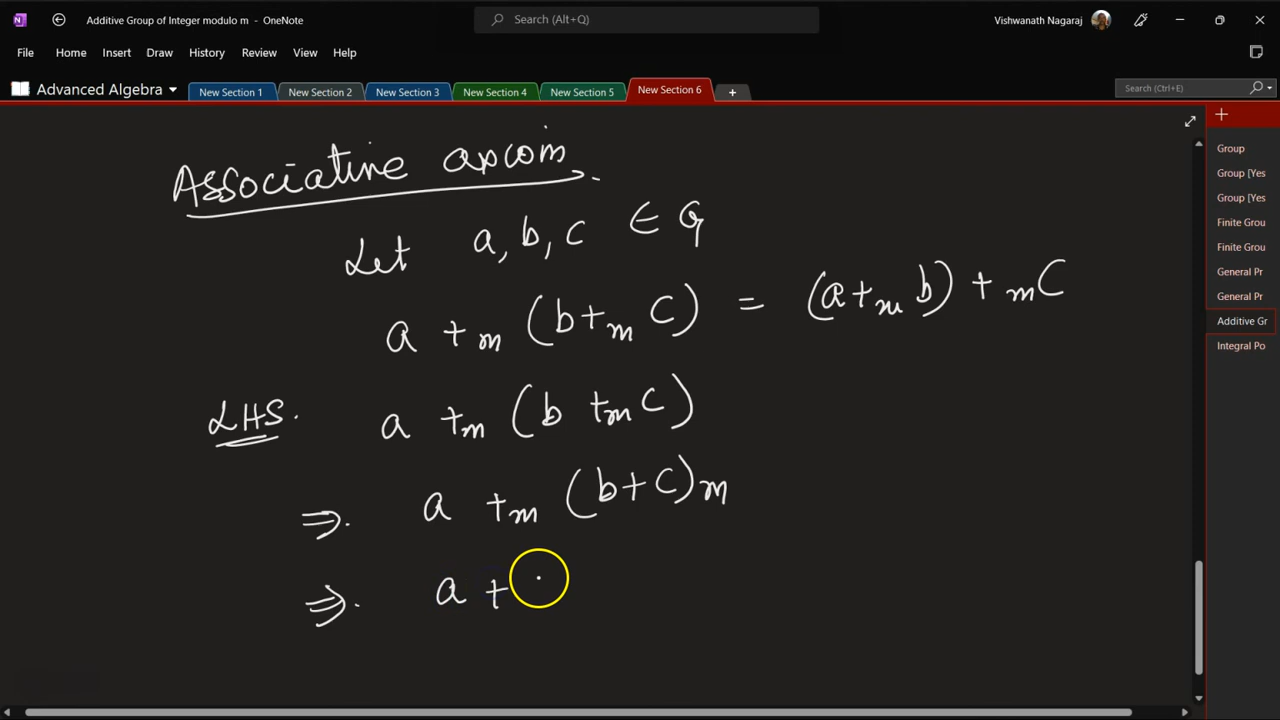 Additive Group of Integer modulo m - OneNote
Search (Alt+Q)
Vishwanath Nagaraj
File Home Insert Draw History Review View Help
Advanced Algebra
New Section 1 New Section 2 New Section 3 New Section 4 New Section 5 New Section 6 +
Search (Ctrl+E)
Group
Group [Yes
Group [Yes
Finite Grou
Finite Grou
General Pr
General Pr
Additive Gr
Integral Po
Associative axcoim.
Let a, b, c ∈ G
a +m (b +m C) = (a +m b) + m C
LHS. a +m (b +m C)
⇒. a +m (b + C)m
⇒. a +